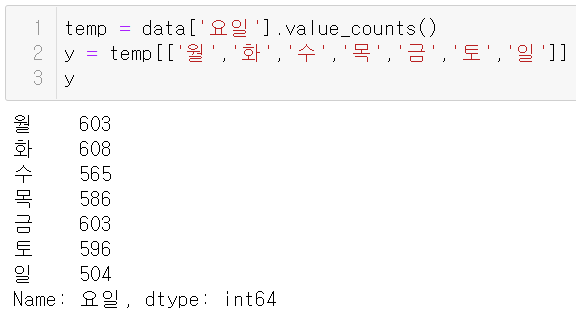 1 temp = data['요일'].value_counts()
2 y = temp[['월','화','수','목','금','토','일']]
3 y
월 603
화 608
수 565
목 586
금 603
토 596
일 504
Name: 요일, dtype: int64